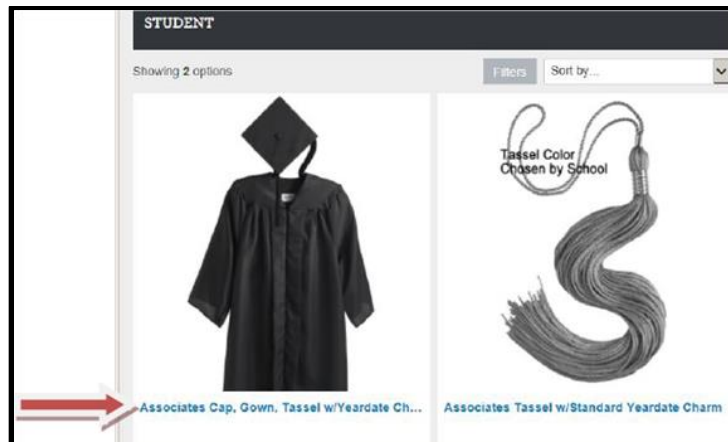 STUDENT
Showing 2 options
Filters
Sort by...
Tassel Color
Chosen by School
Associates Cap, Gown, Tassel w/Yeardate Ch...
Associates Tassel w/Standard Yeardate Charm